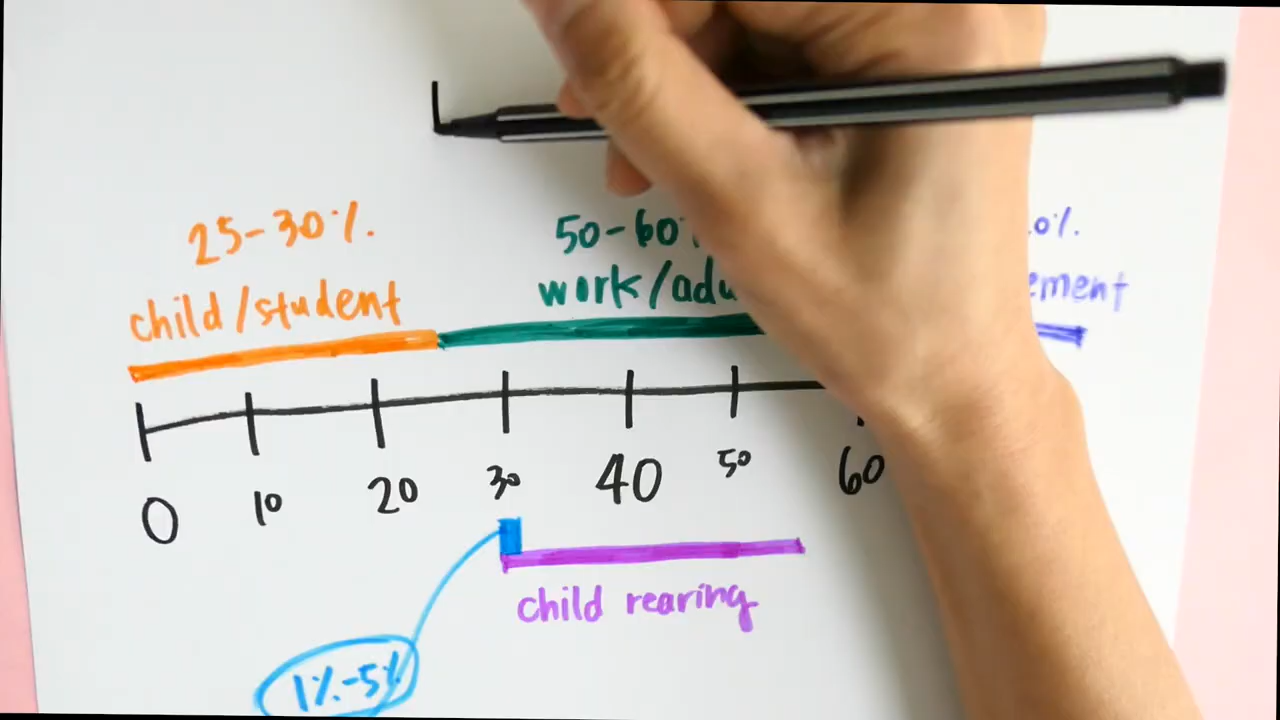 25-30%
child/student
50-60%
work/adu
0%.
ement
0 10 20 30 40 50 60
child rearing
1%-5%